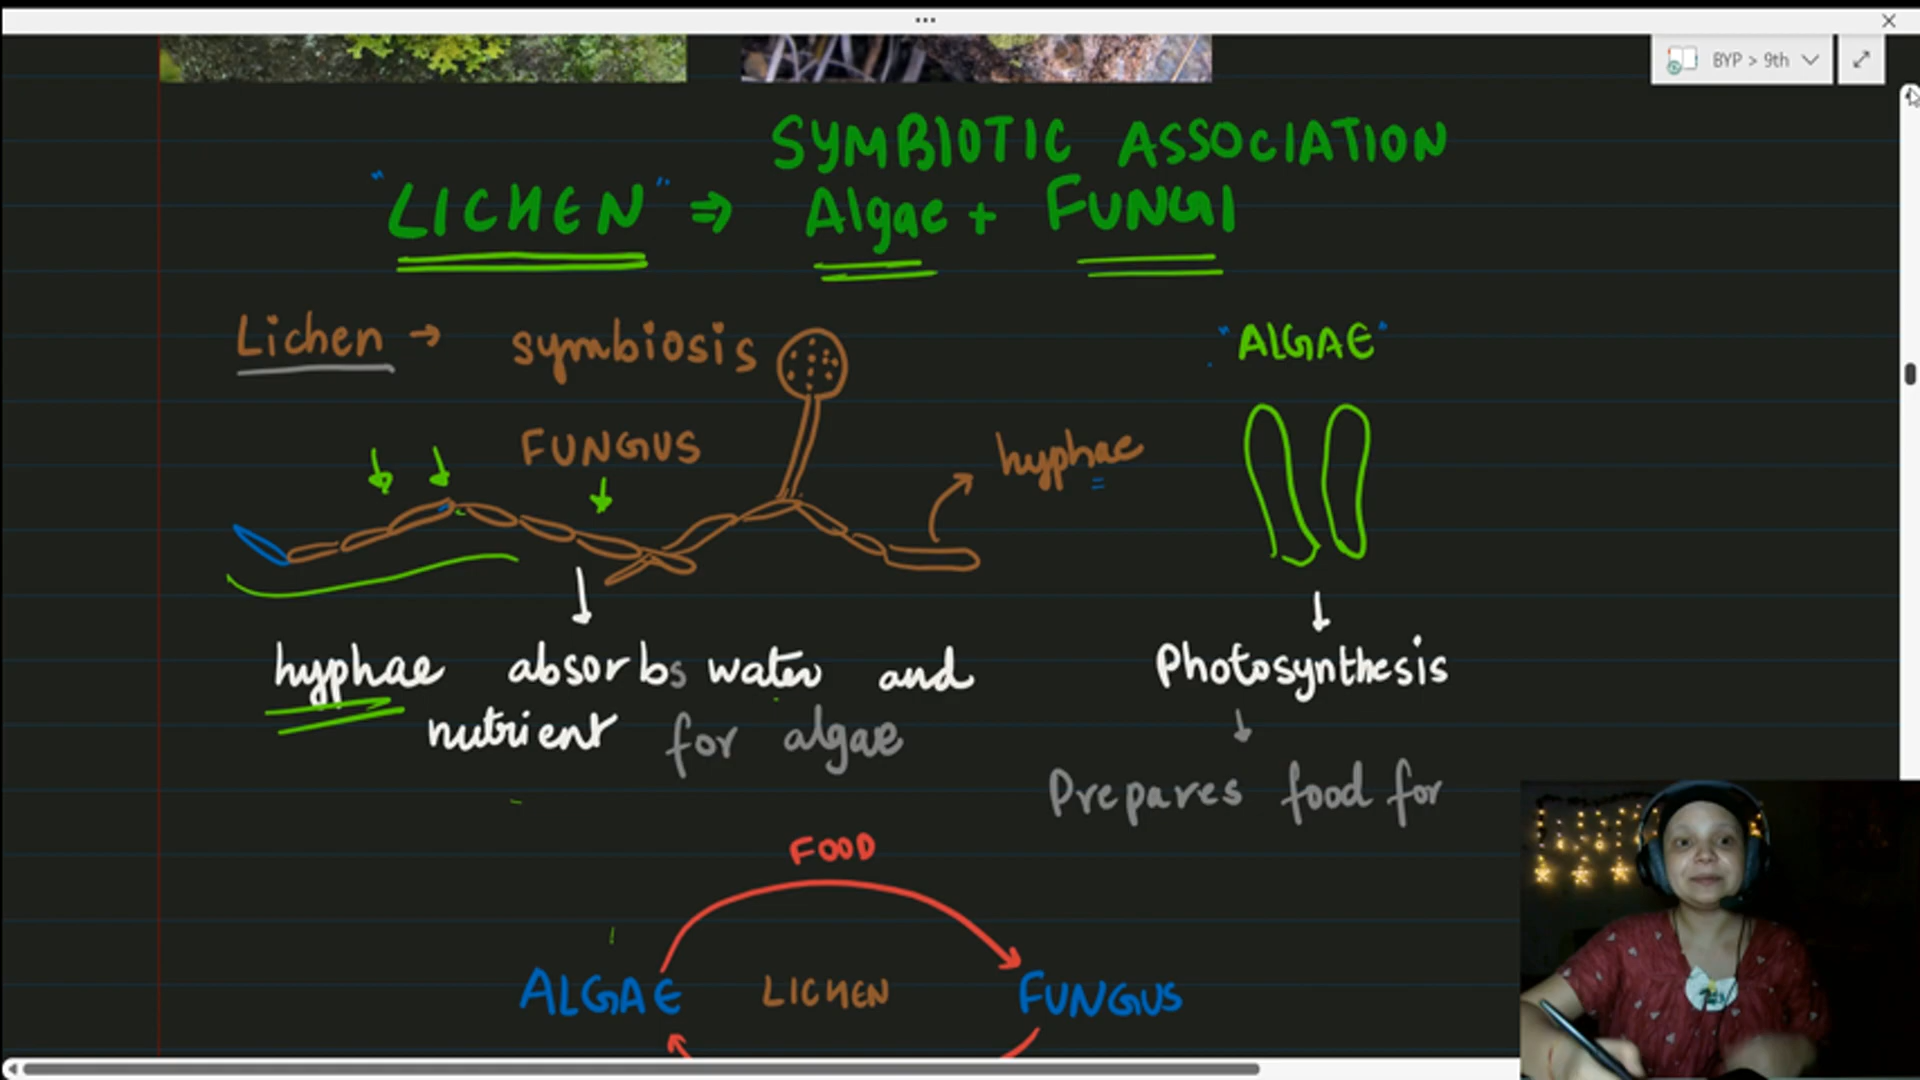 ...
BYP > 9th
SYMBIOTIC ASSOCIATION
"LICHEN" ⇒ Algae + FUNGI
Lichen → symbiosis
"ALGAE"
FUNGUS
hyphae
hyphae absorbs water and
nutrient for algae
Photosynthesis
Prepares food for
FOOD
ALGAE LICHEN FUNGUS